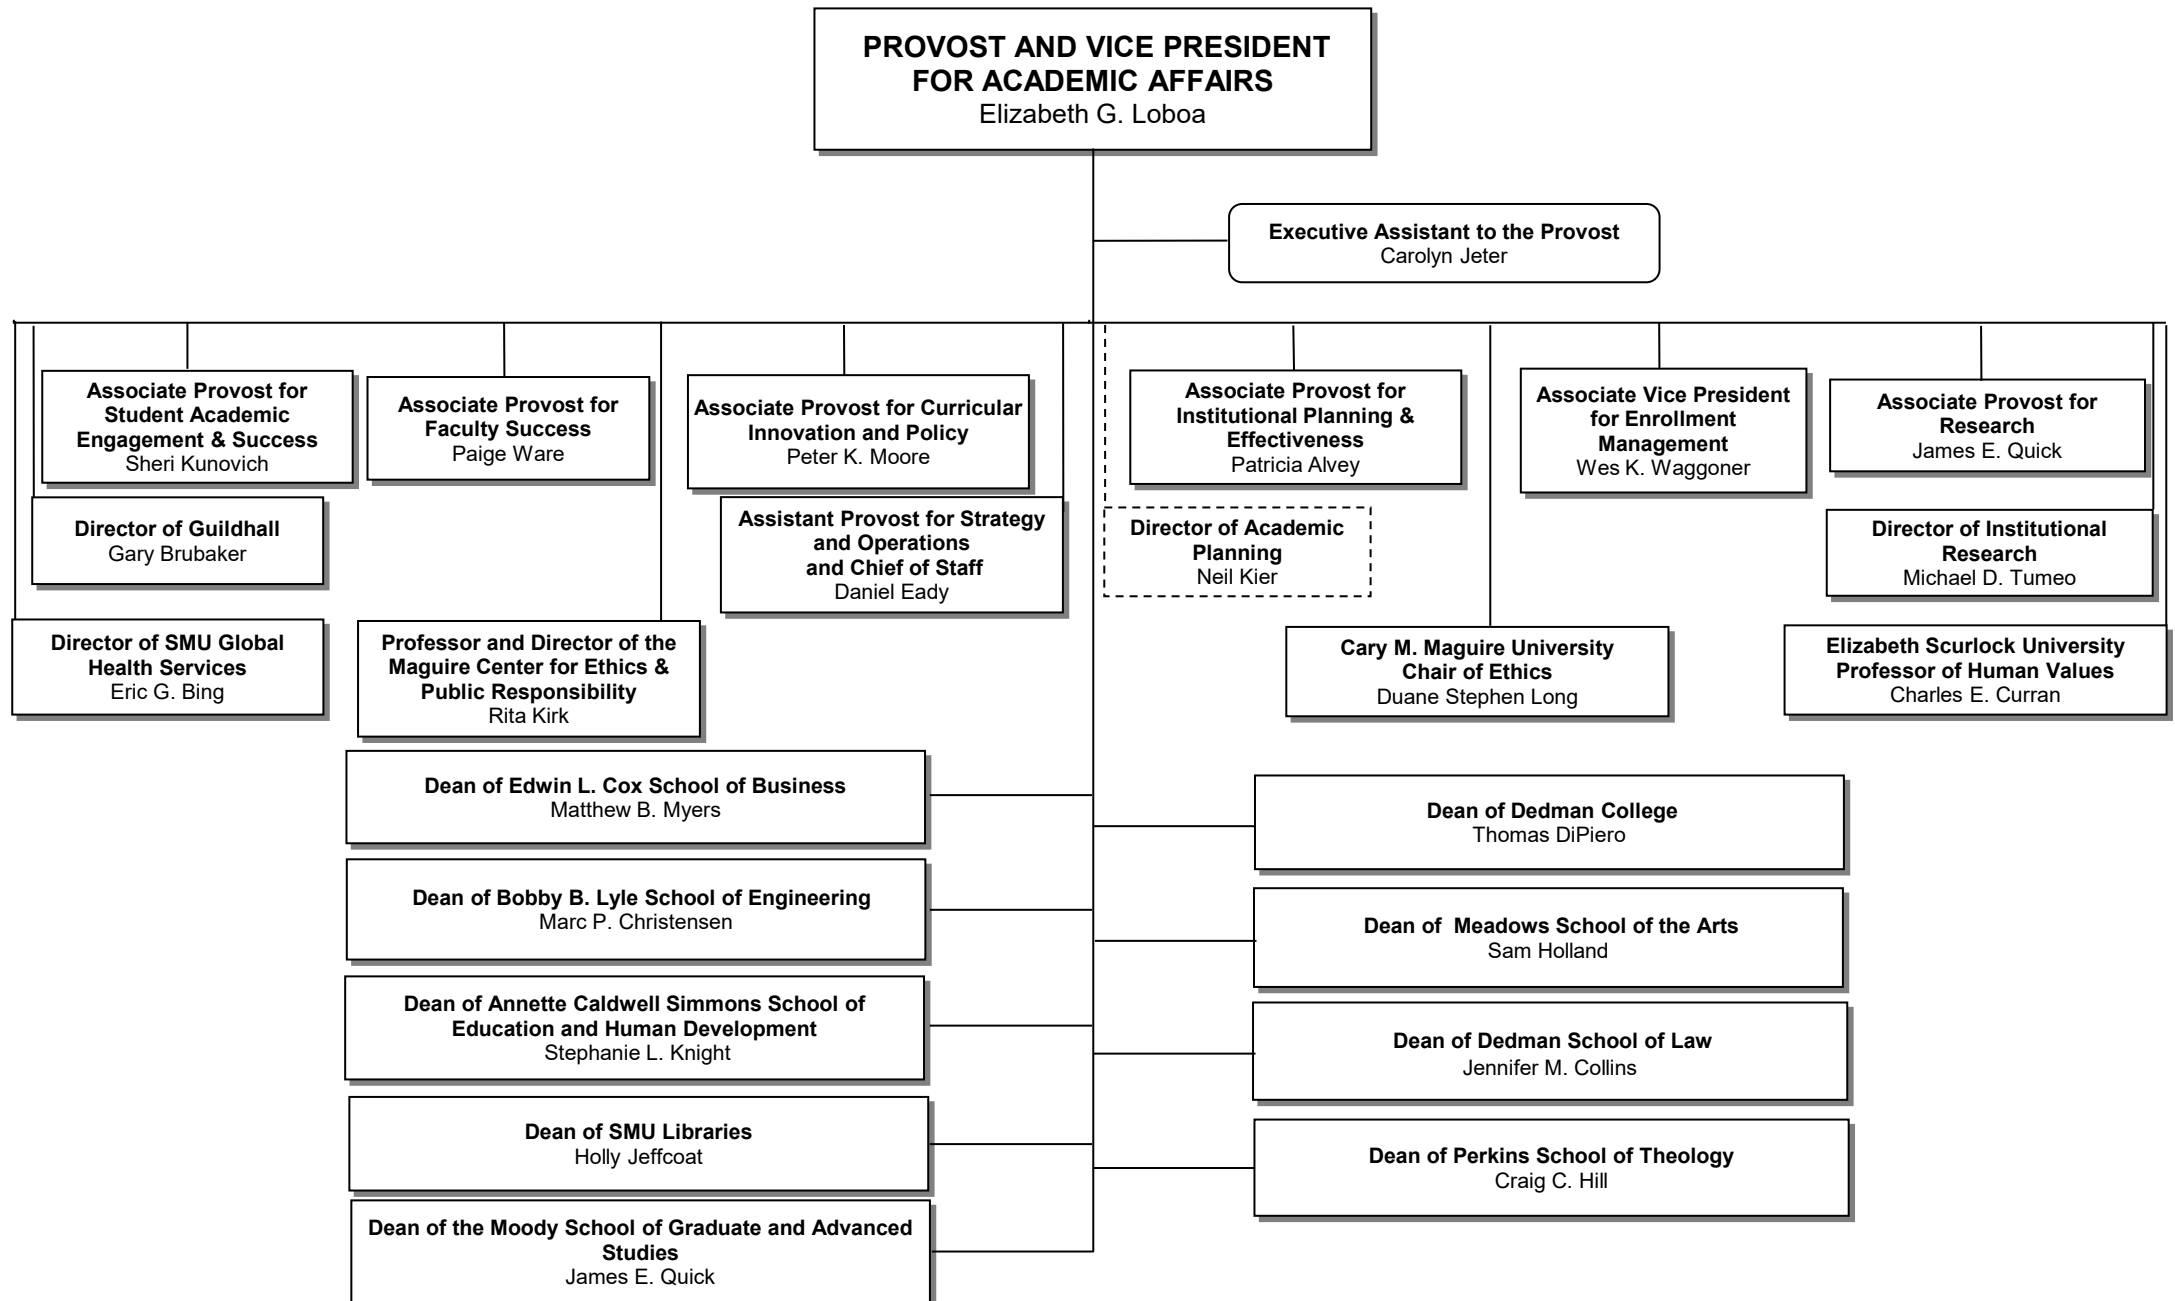 PROVOST AND VICE PRESIDENT
FOR ACADEMIC AFFAIRS
Elizabeth G. Loboa
Executive Assistant to the Provost
Carolyn Jeter
Associate Provost for
Student Academic
Engagement & Success
Sheri Kunovich
Associate Provost for
Faculty Success
Paige Ware
Associate Provost for Curricular
Innovation and Policy
Peter K. Moore
Associate Provost for
Institutional Planning &
Effectiveness
Patricia Alvey
Associate Vice President
for Enrollment
Management
Wes K. Waggoner
Associate Provost for
Research
James E. Quick
Director of Guildhall
Gary Brubaker
Assistant Provost for Strategy
and Operations
and Chief of Staff
Daniel Eady
Director of Academic
Planning
Neil Kier
Director of Institutional
Research
Michael D. Tumeo
Director of SMU Global
Health Services
Eric G. Bing
Professor and Director of the
Maguire Center for Ethics &
Public Responsibility
Rita Kirk
Cary M. Maguire University
Chair of Ethics
Duane Stephen Long
Elizabeth Scurlock University
Professor of Human Values
Charles E. Curran
Dean of Edwin L. Cox School of Business
Matthew B. Myers
Dean of Dedman College
Thomas DiPiero
Dean of Bobby B. Lyle School of Engineering
Marc P. Christensen
Dean of  Meadows School of the Arts
Sam Holland
Dean of Annette Caldwell Simmons School of
Education and Human Development
Stephanie L. Knight
Dean of Dedman School of Law
Jennifer M. Collins
Dean of SMU Libraries
Holly Jeffcoat
Dean of Perkins School of Theology
Craig C. Hill
Dean of the Moody School of Graduate and Advanced
Studies
James E. Quick